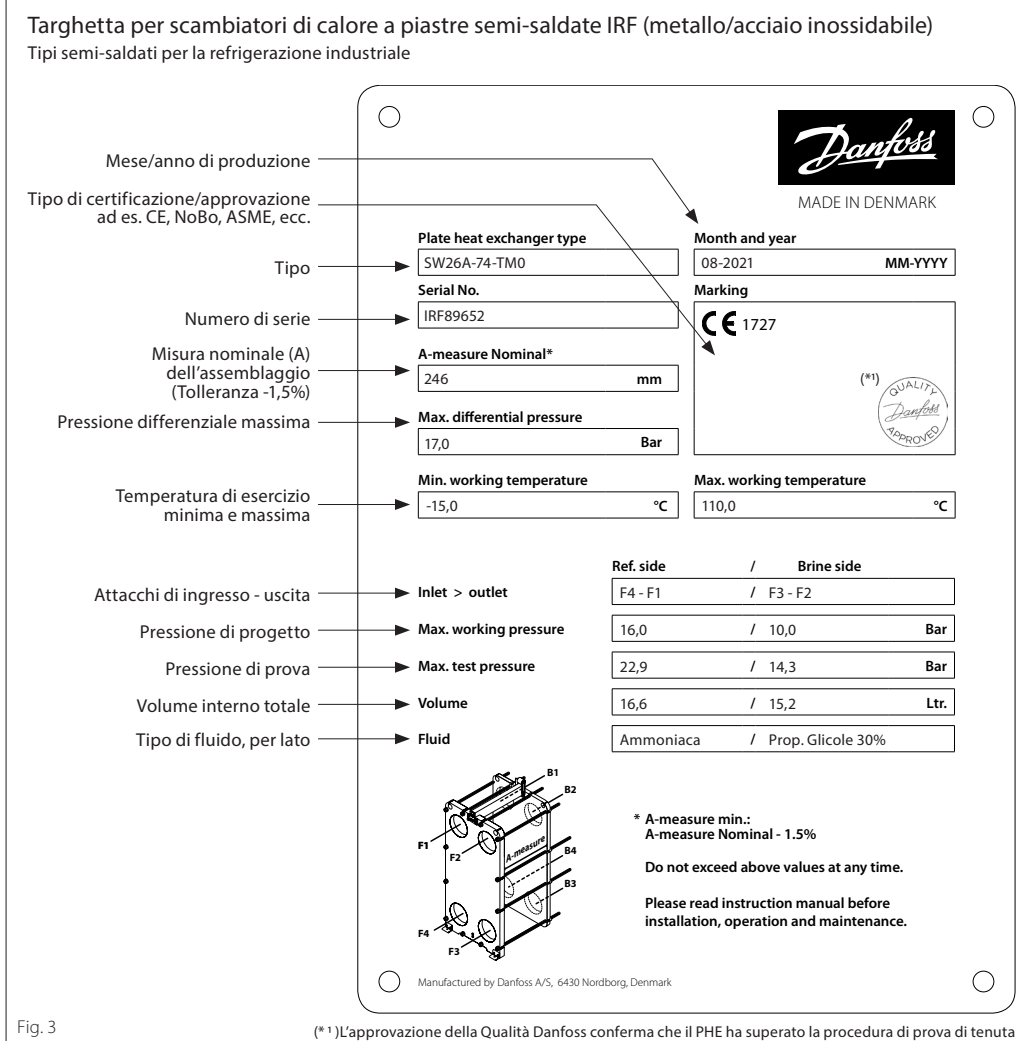 Targhetta per scambiatori di calore a piastre semi-saldate IRF (metallo/acciaio inossidabile)
Tipi semi-saldati per la refrigerazione industriale
Danfoss
MADE IN DENMARK
Mese/anno di produzione
Tipo di certificazione/approvazione
ad es. CE, NoBo, ASME, ecc.
Plate heat exchanger type
Month and year
Tipo
SW26A-74-TM0
08-2021 MM-YYYY
Serial No.
Marking
Numero di serie
IRF89652
CE 1727
Misura nominale (A)
dell'assemblaggio
(Tolleranza -1,5%)
A-measure Nominal*
246 mm
(*1)
QUALITY
Danfoss
APPROVED
Pressione differenziale massima
Max. differential pressure
17,0 Bar
Temperatura di esercizio
minima e massima
Min. working temperature
Max. working temperature
-15,0 °C
110,0 °C
Ref. side / Brine side
Attacchi di ingresso - uscita
Inlet > outlet
F4 - F1 / F3 - F2
Pressione di progetto
Max. working pressure
16,0 / 10,0 Bar
Pressione di prova
Max. test pressure
22,9 / 14,3 Bar
Volume interno totale
Volume
16,6 / 15,2 Ltr.
Tipo di fluido, per lato
Fluid
Ammoniaca / Prop. Glicole 30%
B1
B2
F1
F2
A-measure
B4
B3
F4
F3
* A-measure min.:
A-measure Nominal - 1.5%
Do not exceed above values at any time.
Please read instruction manual before
installation, operation and maintenance.
Manufactured by Danfoss A/S, 6430 Nordborg, Denmark
Fig. 3
(* 1 )L'approvazione della Qualità Danfoss conferma che il PHE ha superato la procedura di prova di tenuta